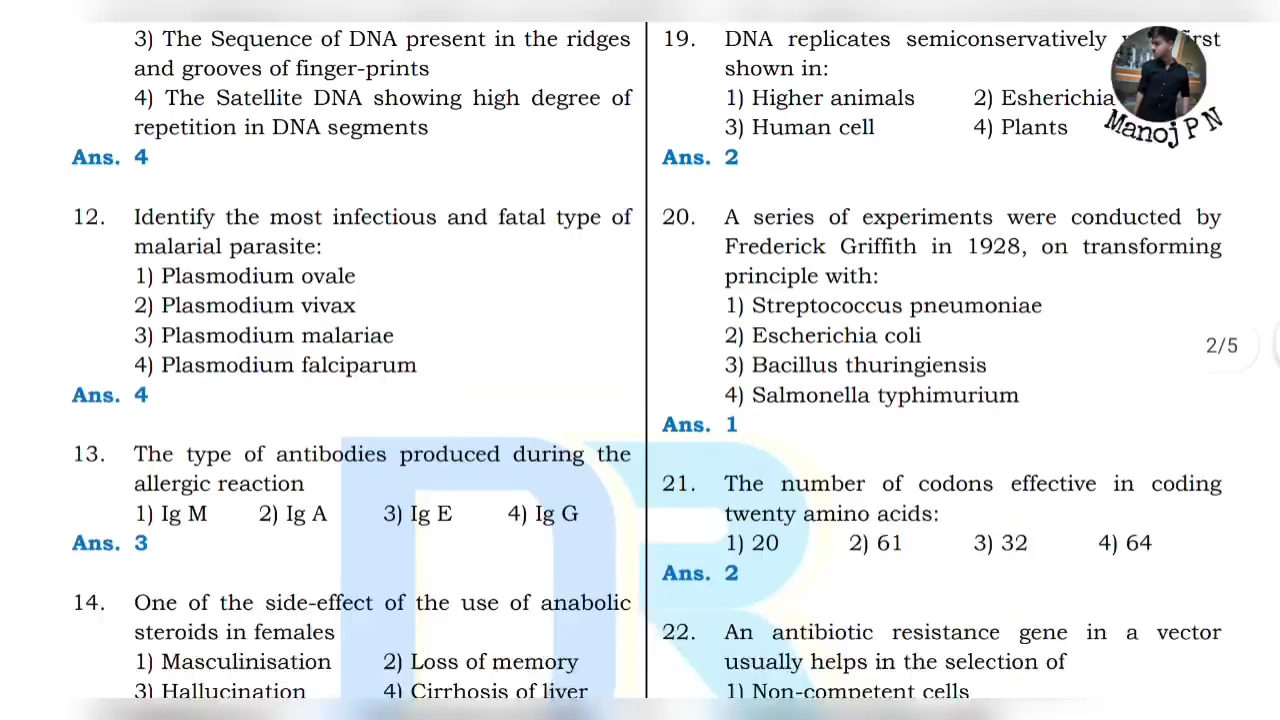 3) The Sequence of DNA present in the ridges
and grooves of finger-prints
4) The Satellite DNA showing high degree of
repetition in DNA segments
Ans. 4
12. Identify the most infectious and fatal type of
malarial parasite:
1) Plasmodium ovale
2) Plasmodium vivax
3) Plasmodium malariae
4) Plasmodium falciparum
Ans. 4
13. The type of antibodies produced during the
allergic reaction
1) Ig M 2) Ig A 3) Ig E 4) Ig G
Ans. 3
14. One of the side-effect of the use of anabolic
steroids in females
1) Masculinisation 2) Loss of memory
3) Hallucination 4) Cirrhosis of liver
19. DNA replicates semiconservatively first
shown in:
1) Higher animals 2) Esherichia
3) Human cell 4) Plants
Ans. 2
20. A series of experiments were conducted by
Frederick Griffith in 1928, on transforming
principle with:
1) Streptococcus pneumoniae
2) Escherichia coli
3) Bacillus thuringiensis
4) Salmonella typhimurium
Ans. 1
21. The number of codons effective in coding
twenty amino acids:
1) 20 2) 61 3) 32 4) 64
Ans. 2
22. An antibiotic resistance gene in a vector
usually helps in the selection of
1) Non-competent cells
Manoj P N
2/5
DR